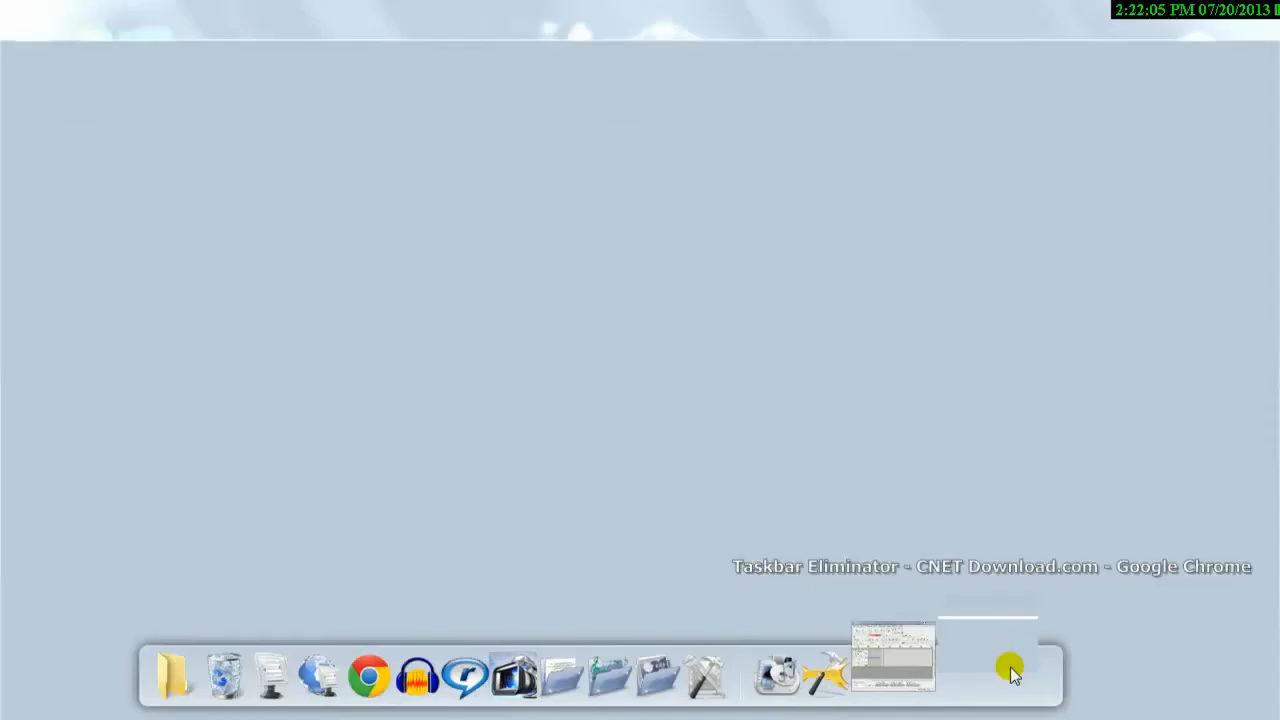 2:22:05 PM 07/20/2013
Taskbar Eliminator - CNET Download.com - Google Chrome